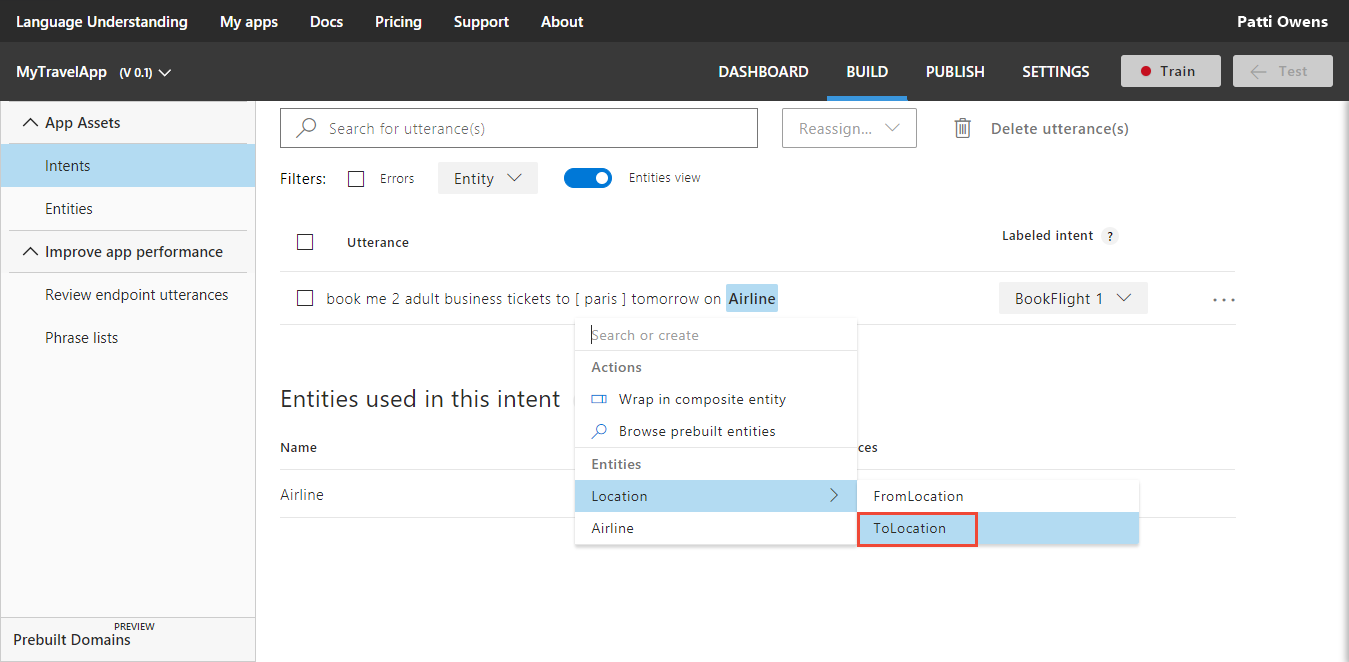 Language Understanding My apps Docs Pricing Support About Patti Owens
MyTravelApp (V 0.1) DASHBOARD BUILD PUBLISH SETTINGS Train Test
App Assets
Intents
Entities
Improve app performance
Review endpoint utterances
Phrase lists
PREVIEW
Prebuilt Domains
Search for utterance(s) Reassign... Delete utterance(s)
Filters: Errors Entity Entities view
Utterance Labeled intent ?
book me 2 adult business tickets to [ paris ] tomorrow on Airline BookFlight 1 ...
Search or create
Actions
Wrap in composite entity
Browse prebuilt entities
Entities
Location
Airline
FromLocation
ToLocation
Entities used in this intent
Name ces
Airline